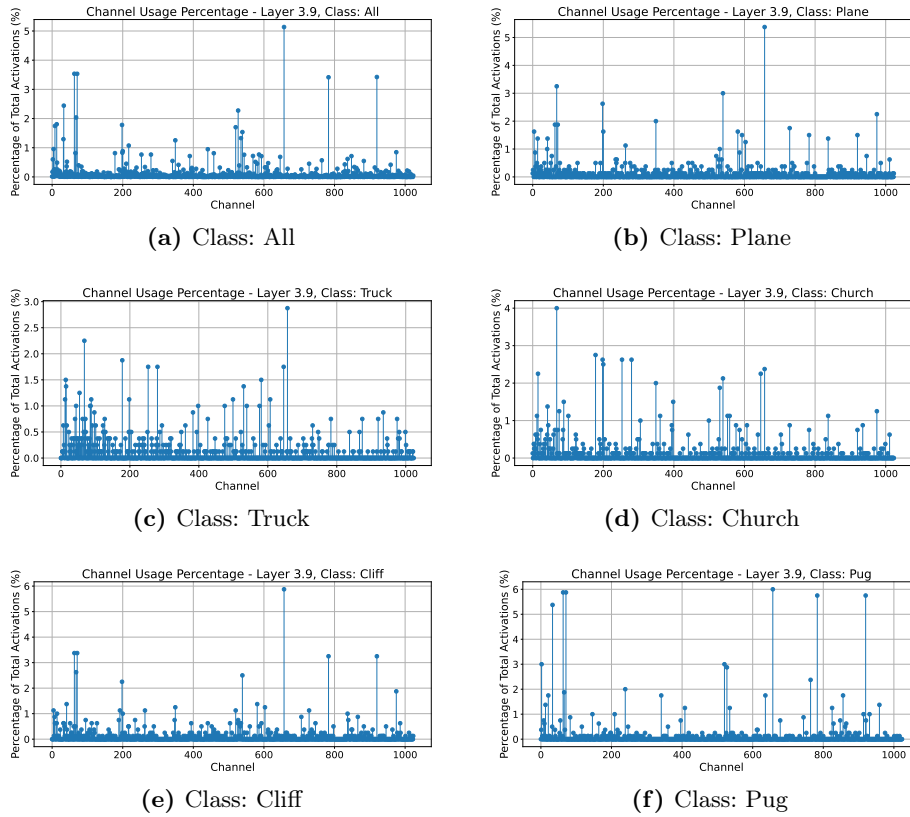 Channel Usage Percentage - Layer 3.9, Class: All
Percentage of Total Activations (%)
5
4
3
2
1
0
0 200 400 600 800 1000
Channel
(a) Class: All
Channel Usage Percentage - Layer 3.9, Class: Plane
Percentage of Total Activations (%)
5
4
3
2
1
0
0 200 400 600 800 1000
Channel
(b) Class: Plane
Channel Usage Percentage - Layer 3.9, Class: Truck
Percentage of Total Activations (%)
3.0
2.5
2.0
1.5
1.0
0.5
0.0
0 200 400 600 800 1000
Channel
(c) Class: Truck
Channel Usage Percentage - Layer 3.9, Class: Church
Percentage of Total Activations (%)
4
3
2
1
0
0 200 400 600 800 1000
Channel
(d) Class: Church
Channel Usage Percentage - Layer 3.9, Class: Cliff
Percentage of Total Activations (%)
6
5
4
3
2
1
0
0 200 400 600 800 1000
Channel
(e) Class: Cliff
Channel Usage Percentage - Layer 3.9, Class: Pug
Percentage of Total Activations (%)
6
5
4
3
2
1
0
0 200 400 600 800 1000
Channel
(f) Class: Pug